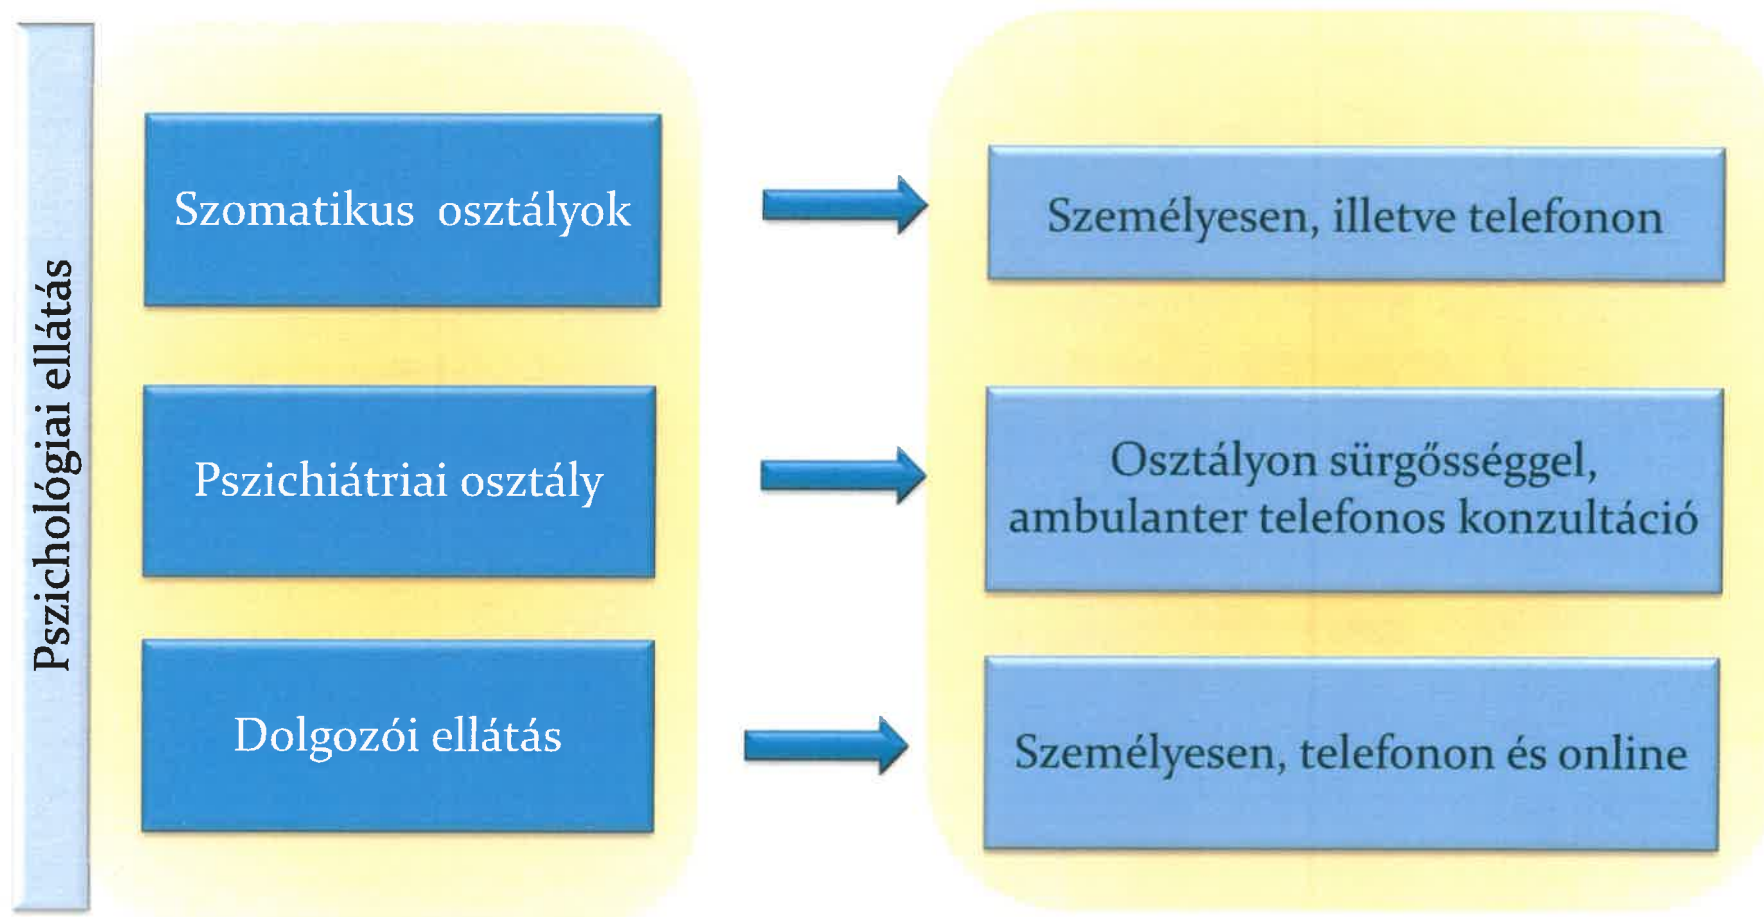 Pszichológiai ellátás
Szomatikus osztályok
Személyesen, illetve telefonon
Pszichiátriai osztály
Osztályon sürgősséggel,
ambulanter telefonos konzultáció
Dolgozói ellátás
Személyesen, telefonon és online